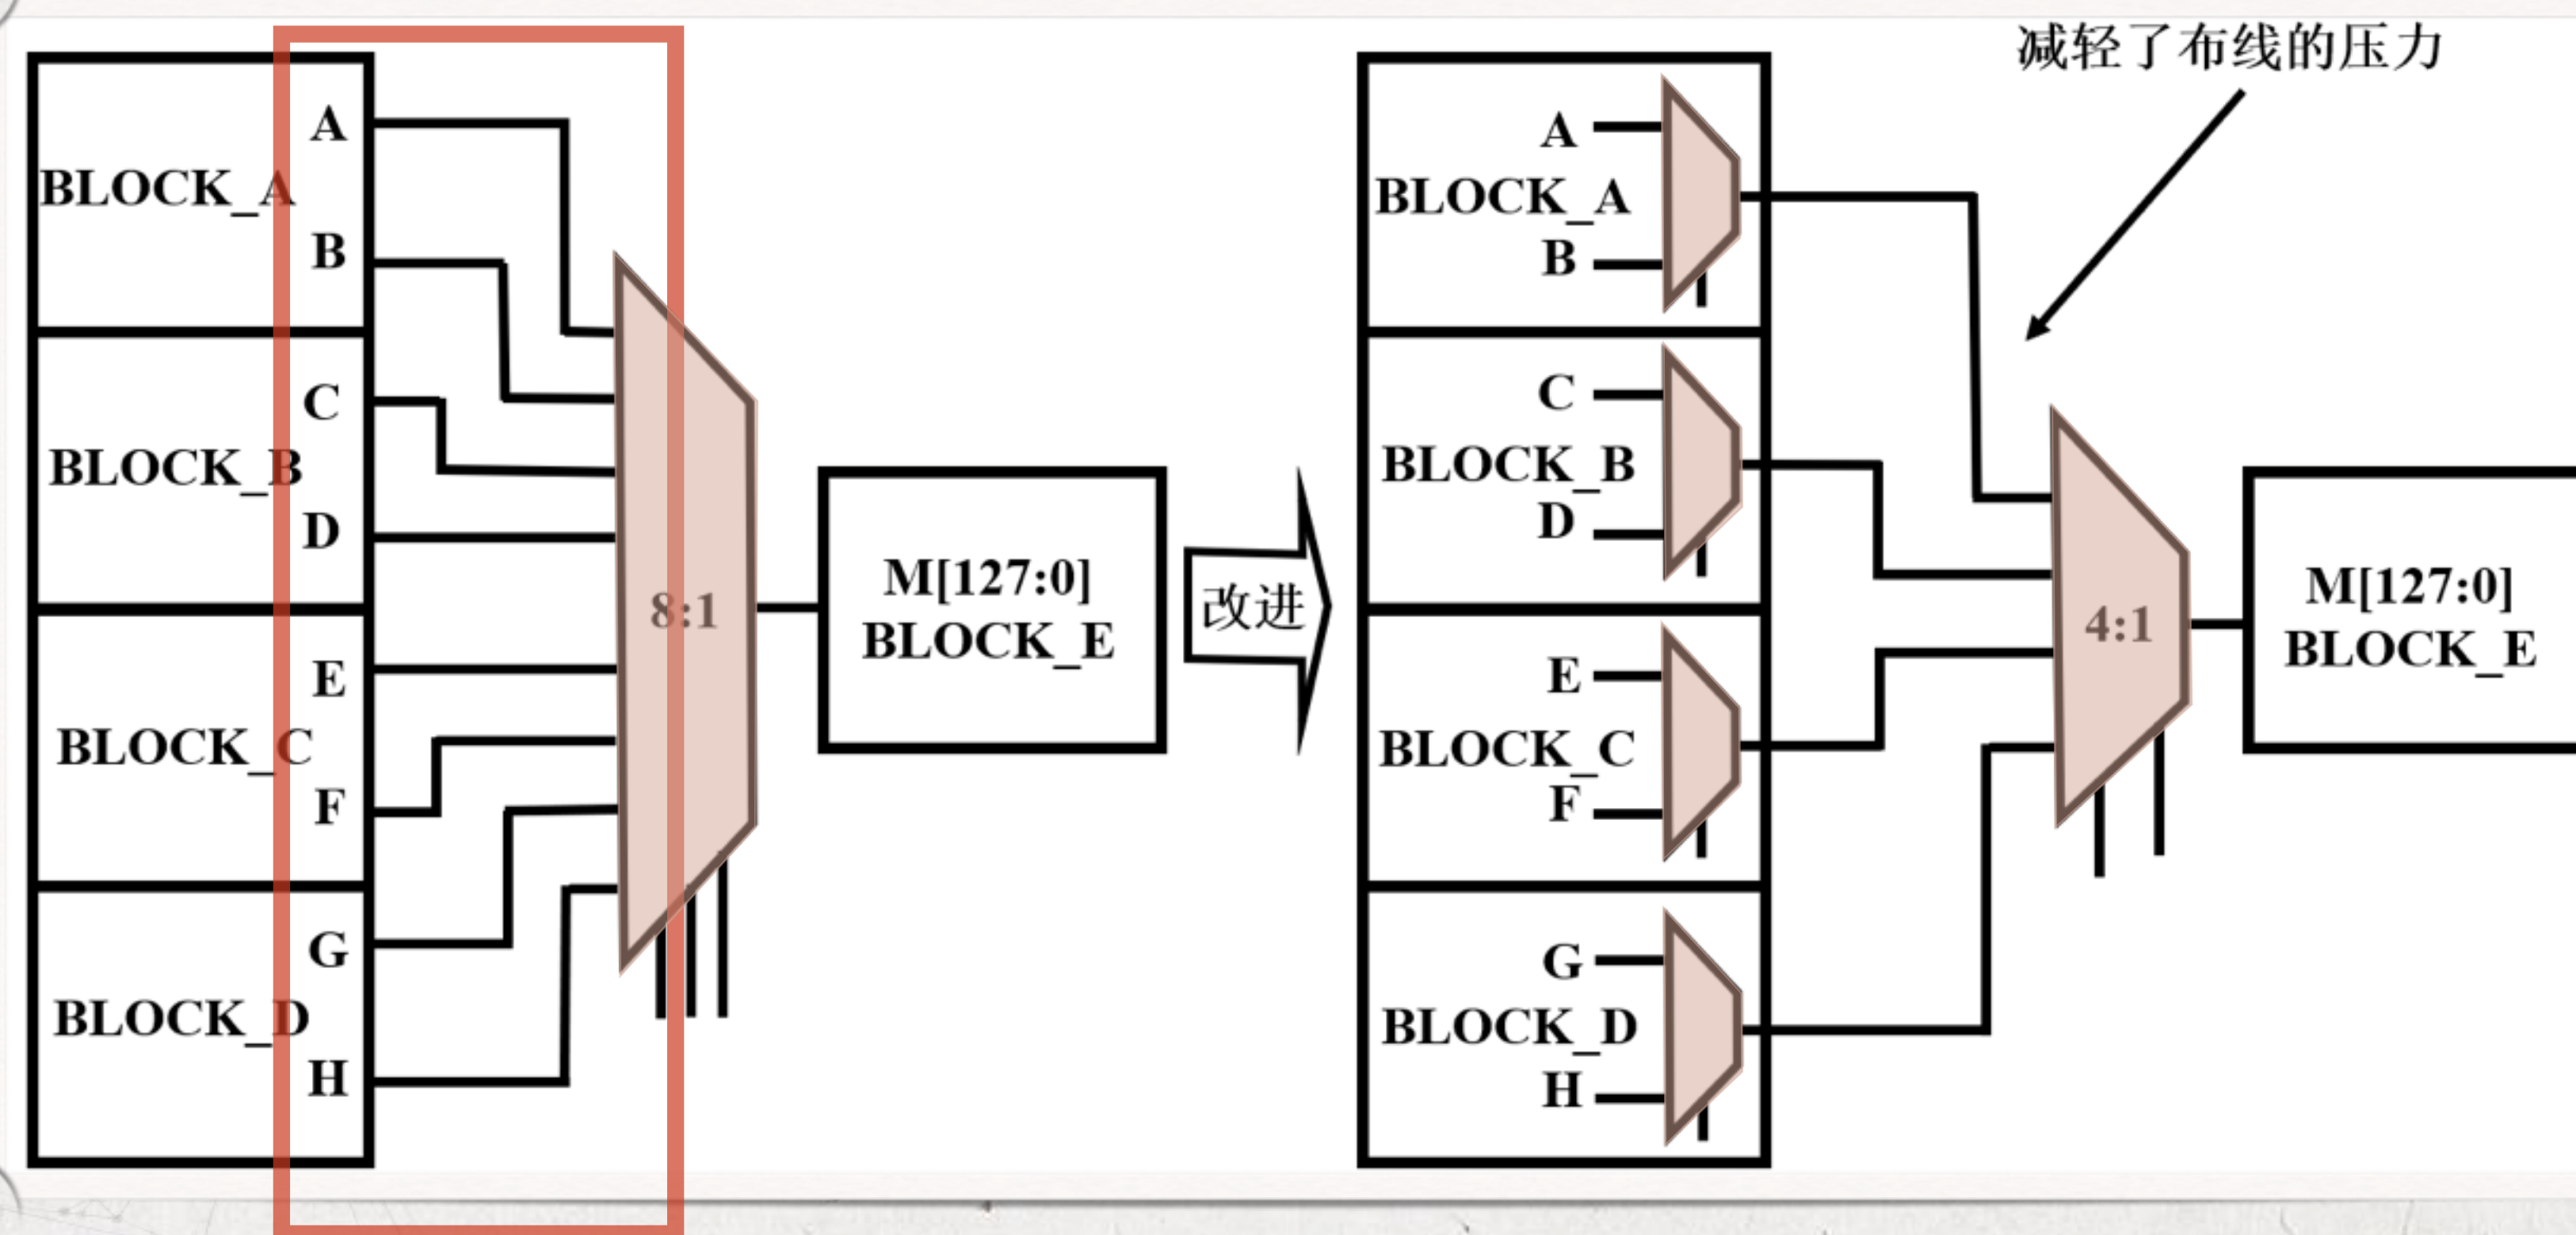 减轻了布线的压力
A
BLOCK_A
B
C
BLOCK_B
D
E
BLOCK_C
F
G
BLOCK_D
H
8:1
M[127:0]
BLOCK_E
改进
A
BLOCK_A
B
C
BLOCK_B
D
E
BLOCK_C
F
G
BLOCK_D
H
4:1
M[127:0]
BLOCK_E